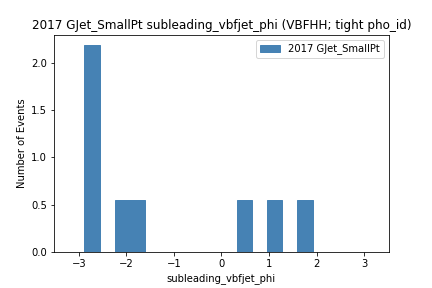 2017 GJet_SmallPt subleading_vbfjet_phi (VBFHH; tight pho_id)
2017 GJet_SmallPt
2.0
1.5
1.0
0.5
0.0
Number of Events
−3 −2 −1 0 1 2 3
subleading_vbfjet_phi